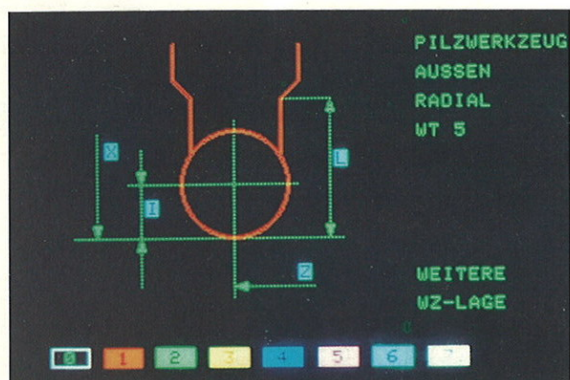 PILZWERKZEUG
AUSSEN
RADIAL
WT 5
X
L
I
Z
WEITERE
WZ-LAGE
0 1 2 3 4 5 6 7